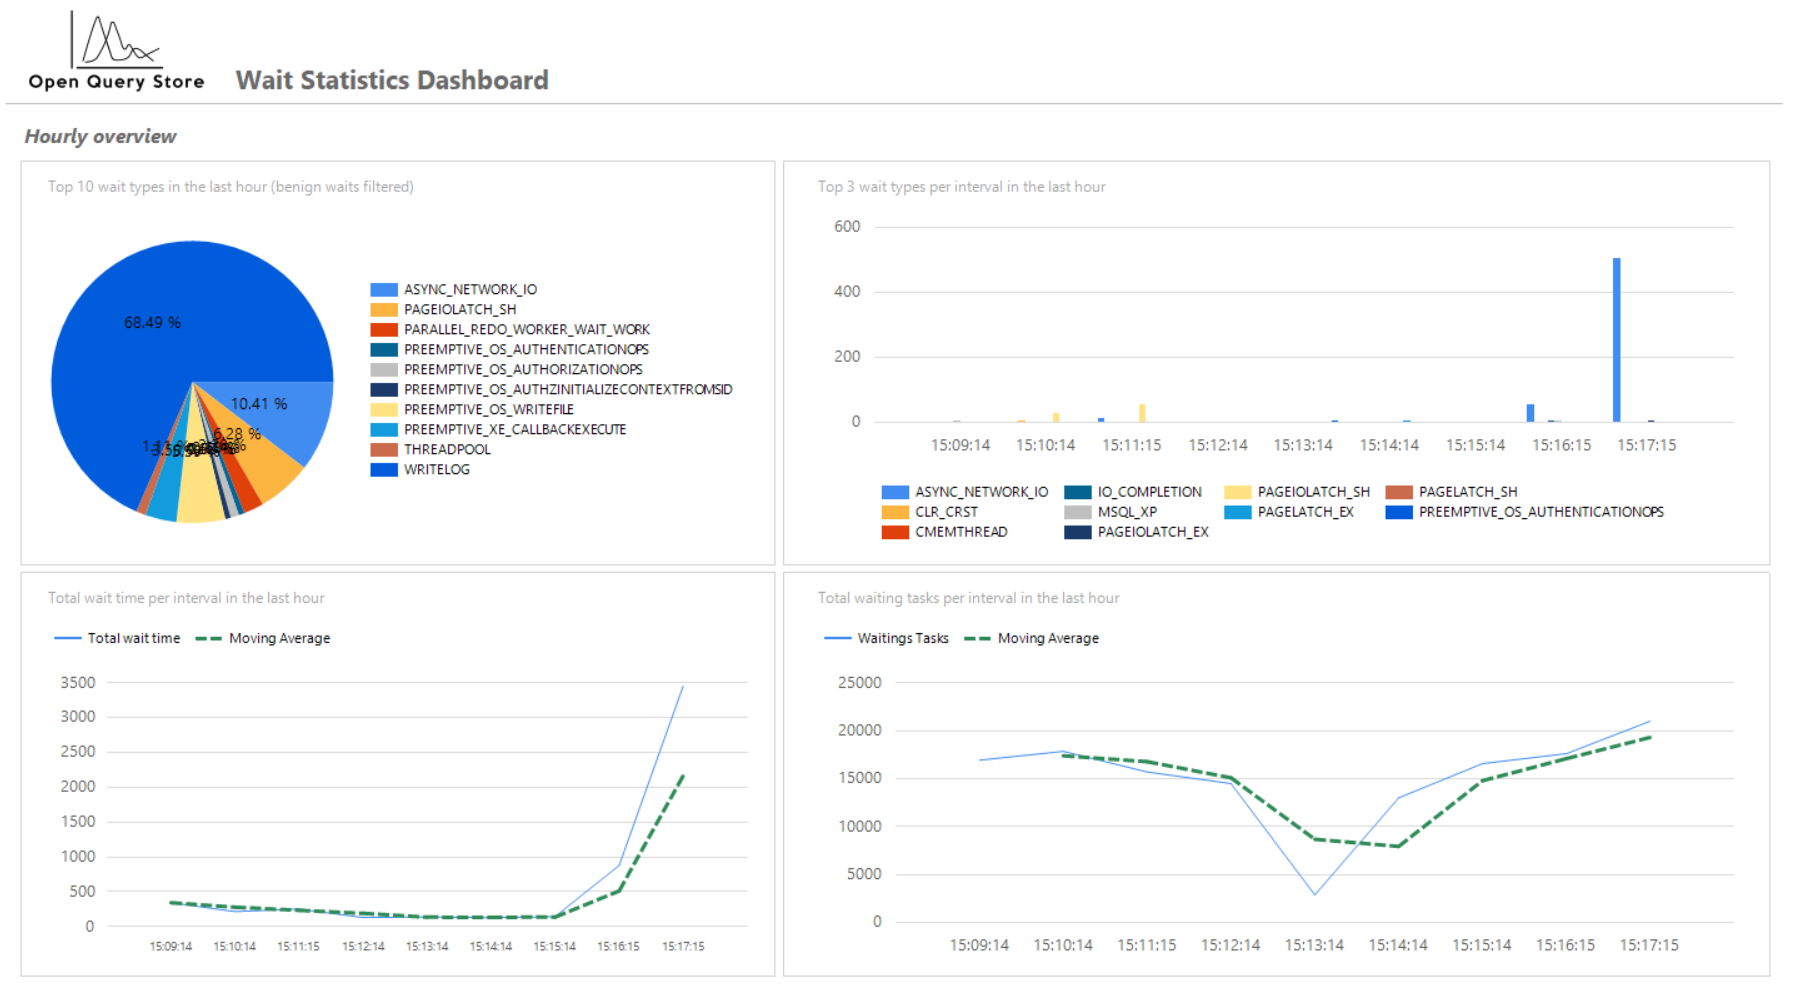 Open Query Store
Wait Statistics Dashboard
Hourly overview
Top 10 wait types in the last hour (benign waits filtered)
68.49 %
10.41 %
6.28 %
ASYNC_NETWORK_IO
PAGEIOLATCH_SH
PARALLEL_REDO_WORKER_WAIT_WORK
PREEMPTIVE_OS_AUTHENTICATIONOPS
PREEMPTIVE_OS_AUTHORIZATIONOPS
PREEMPTIVE_OS_AUTHZINITIALIZECONTEXTFROMSID
PREEMPTIVE_OS_WRITEFILE
PREEMPTIVE_XE_CALLBACKEXECUTE
THREADPOOL
WRITELOG
Top 3 wait types per interval in the last hour
600
400
200
0
15:09:14 15:10:14 15:11:15 15:12:14 15:13:14 15:14:14 15:15:14 15:16:15 15:17:15
ASYNC_NETWORK_IO IO_COMPLETION PAGEIOLATCH_SH PAGELATCH_SH
CLR_CRST MSQL_XP PAGELATCH_EX PREEMPTIVE_OS_AUTHENTICATIONOPS
CMEMTHREAD PAGEIOLATCH_EX
Total wait time per interval in the last hour
Total wait time Moving Average
3500
3000
2500
2000
1500
1000
500
0
15:09:14 15:10:14 15:11:15 15:12:14 15:13:14 15:14:14 15:15:14 15:16:15 15:17:15
Total waiting tasks per interval in the last hour
Waitings Tasks Moving Average
25000
20000
15000
10000
5000
0
15:09:14 15:10:14 15:11:15 15:12:14 15:13:14 15:14:14 15:15:14 15:16:15 15:17:15